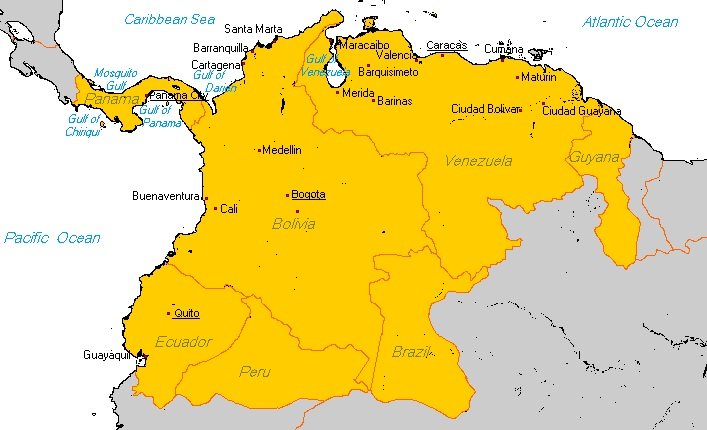 Caribbean Sea
Atlantic Ocean
Santa Marta
Barranquilla
Cartagena
Maracaibo
Valencia
Caracas
Cumana
Gulf of
Venezuela
Barquisimeto
Maturin
Mosquito
Gulf
Gulf of
Darien
Merida
Barinas
Panama
Panama City
Ciudad Bolivar
Ciudad Guayana
Gulf of
Chiriqui
Gulf of
Panama
Medellin
Venezuela
Guyana
Buenaventura
Bogota
Cali
Bolivia
Pacific Ocean
Quito
Ecuador
Guayaquil
Peru
Brazil